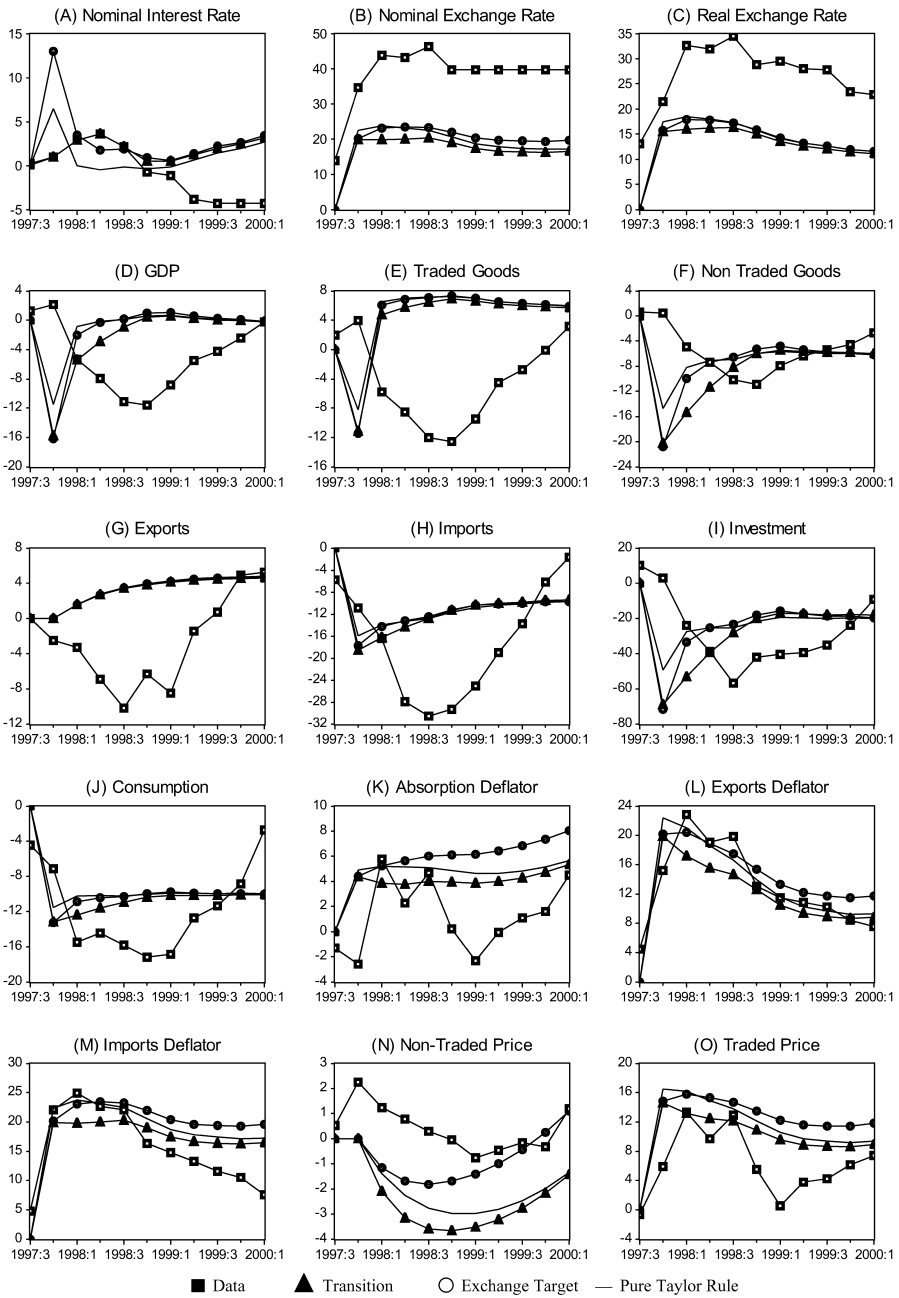 (A) Nominal Interest Rate (B) Nominal Exchange Rate (C) Real Exchange Rate
15 10 5 0 -5
1997:3 1998:1 1998:3 1999:1 1999:3 2000:1
50 40 30 20 10 0
1997:3 1998:1 1998:3 1999:1 1999:3 2000:1
35 30 25 20 15 10 5 0
1997:3 1998:1 1998:3 1999:1 1999:3 2000:1
(D) GDP (E) Traded Goods (F) Non Traded Goods
4 0 -4 -8 -12 -16 -20
1997:3 1998:1 1998:3 1999:1 1999:3 2000:1
8 4 0 -4 -8 -12 -16
1997:3 1998:1 1998:3 1999:1 1999:3 2000:1
4 0 -4 -8 -12 -16 -20 -24
1997:3 1998:1 1998:3 1999:1 1999:3 2000:1
(G) Exports (H) Imports (I) Investment
8 4 0 -4 -8 -12
1997:3 1998:1 1998:3 1999:1 1999:3 2000:1
0 -4 -8 -12 -16 -20 -24 -28 -32
1997:3 1998:1 1998:3 1999:1 1999:3 2000:1
20 0 -20 -40 -60 -80
1997:3 1998:1 1998:3 1999:1 1999:3 2000:1
(J) Consumption (K) Absorption Deflator (L) Exports Deflator
0 -4 -8 -12 -16 -20
1997:3 1998:1 1998:3 1999:1 1999:3 2000:1
10 8 6 4 2 0 -2 -4
1997:3 1998:1 1998:3 1999:1 1999:3 2000:1
24 20 16 12 8 4 0
1997:3 1998:1 1998:3 1999:1 1999:3 2000:1
(M) Imports Deflator (N) Non-Traded Price (O) Traded Price
30 25 20 15 10 5 0
1997:3 1998:1 1998:3 1999:1 1999:3 2000:1
3 2 1 0 -1 -2 -3 -4
1997:3 1998:1 1998:3 1999:1 1999:3 2000:1
20 16 12 8 4 0 -4
1997:3 1998:1 1998:3 1999:1 1999:3 2000:1
Data Transition Exchange Target Pure Taylor Rule